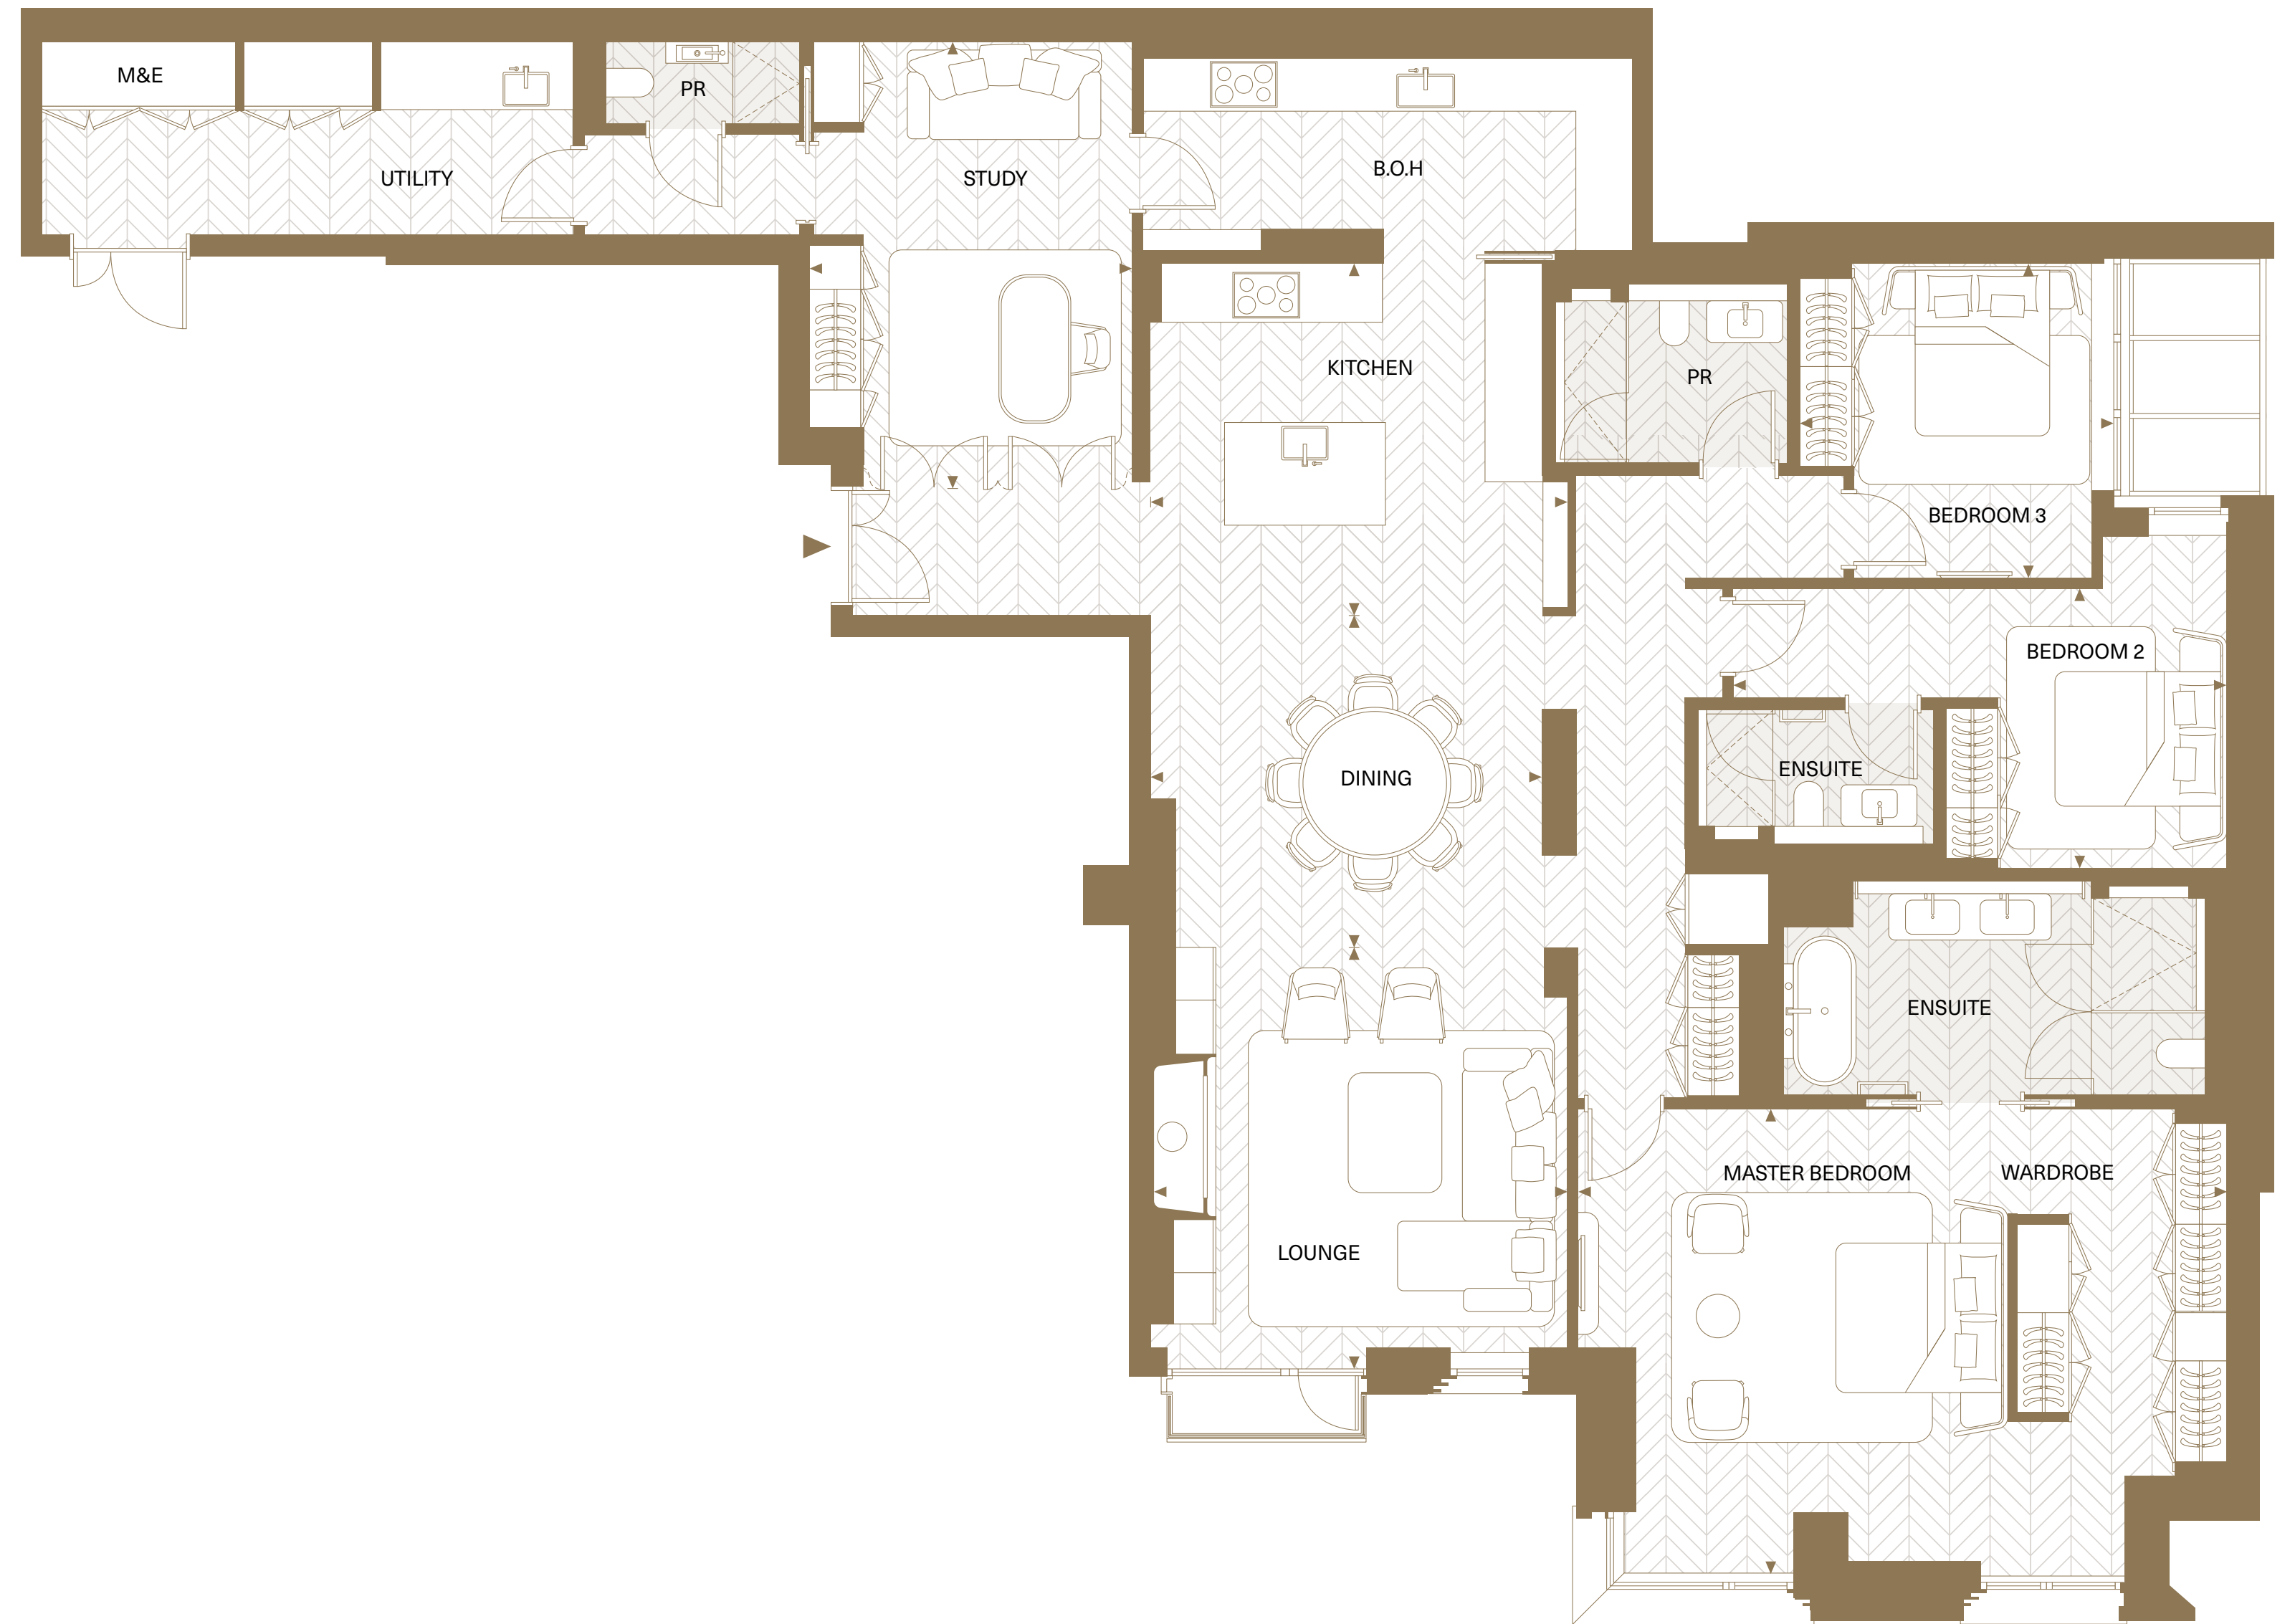 M&E
PR
UTILITY
STUDY
B.O.H
KITCHEN
PR
BEDROOM 3
BEDROOM 2
DINING
ENSUITE
ENSUITE
MASTER BEDROOM
WARDROBE
LOUNGE